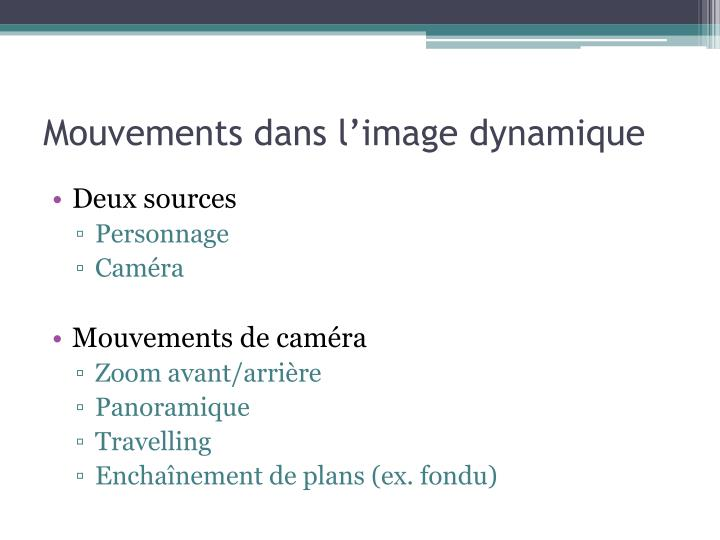 Mouvements dans l’image dynamique
• Deux sources
▫ Personnage
▫ Caméra
• Mouvements de caméra
▫ Zoom avant/arrière
▫ Panoramique
▫ Travelling
▫ Enchaînement de plans (ex. fondu)